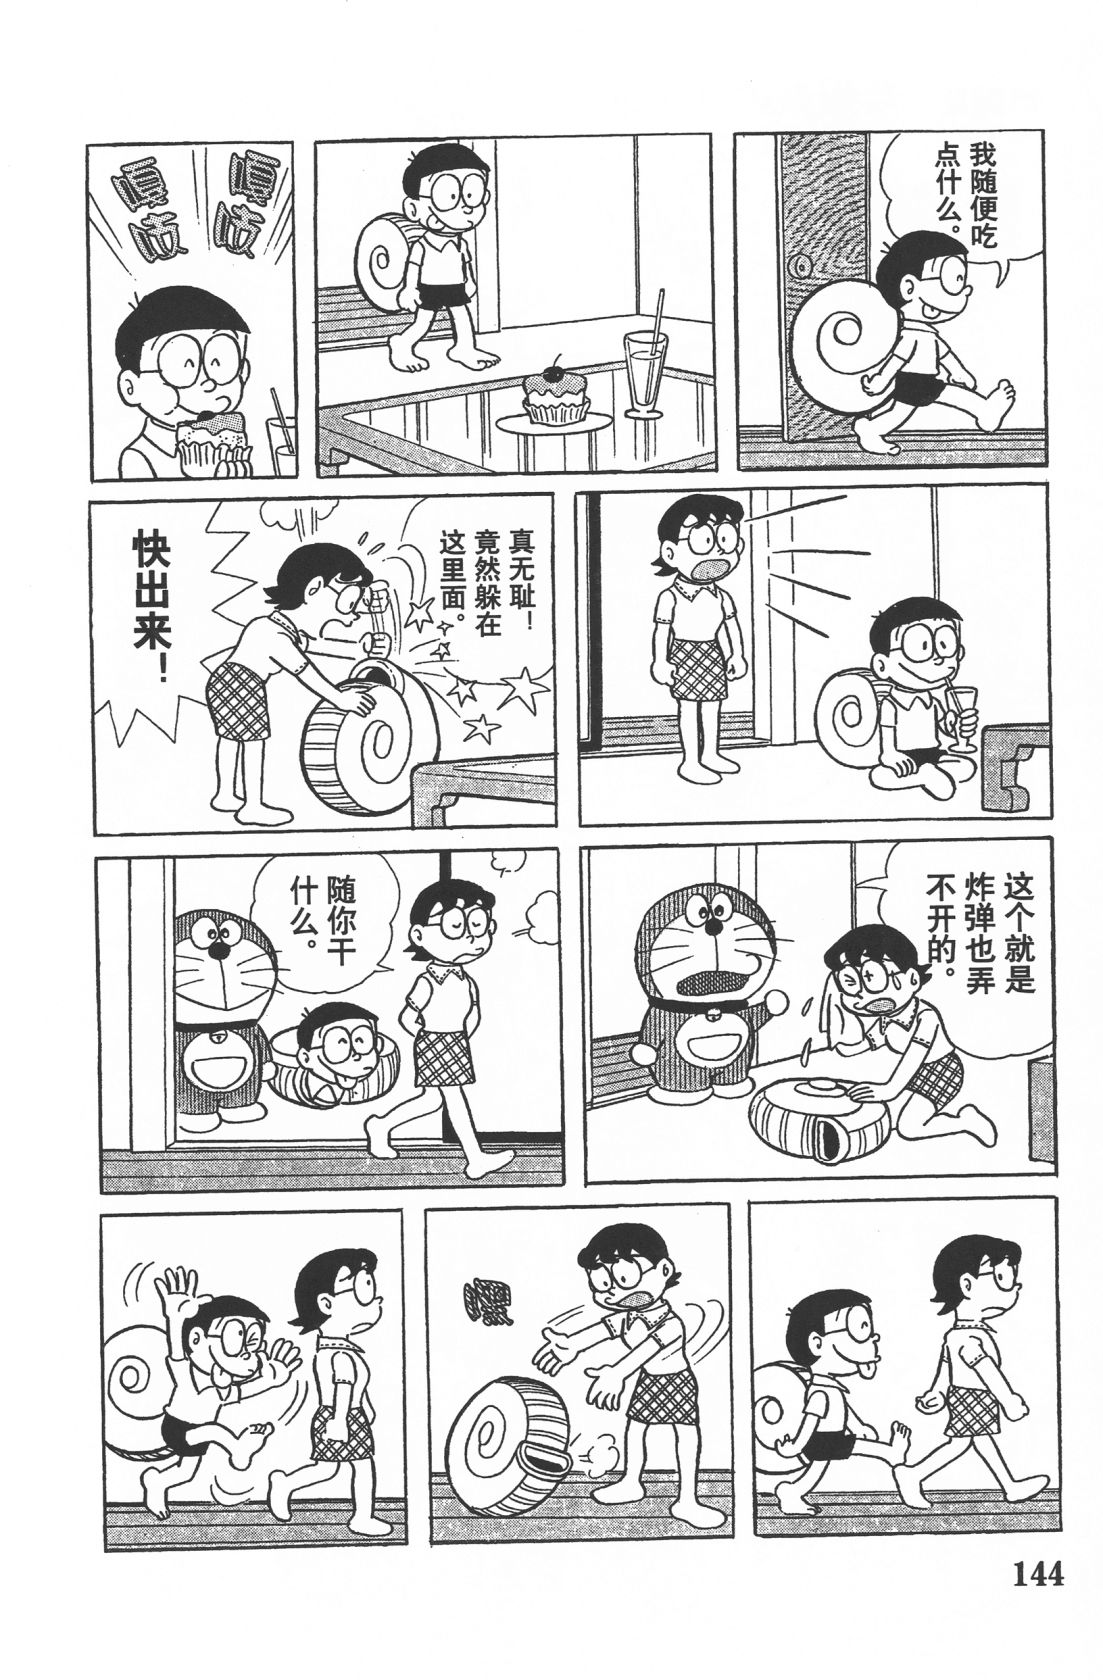 我随便吃
点什么。
嘎吱
嘎吱
真无耻！
竟然躲在
这里面。
快出来！
这个就是
炸弹也弄
不开的。
随你干
什么。
嘿
144